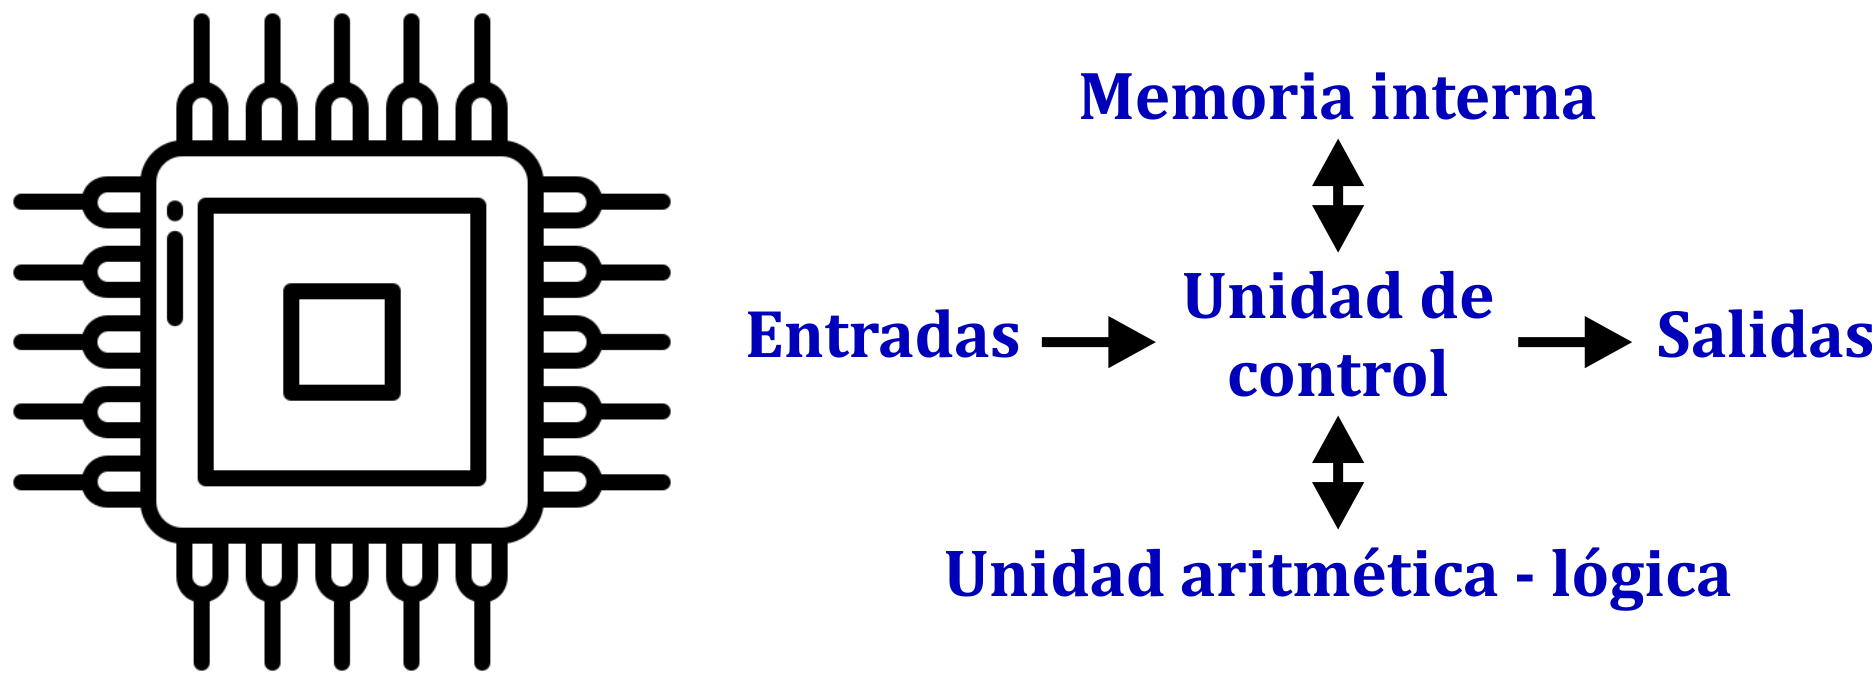 Memoria interna
Entradas
Unidad de
control
Salidas
Unidad aritmética - lógica